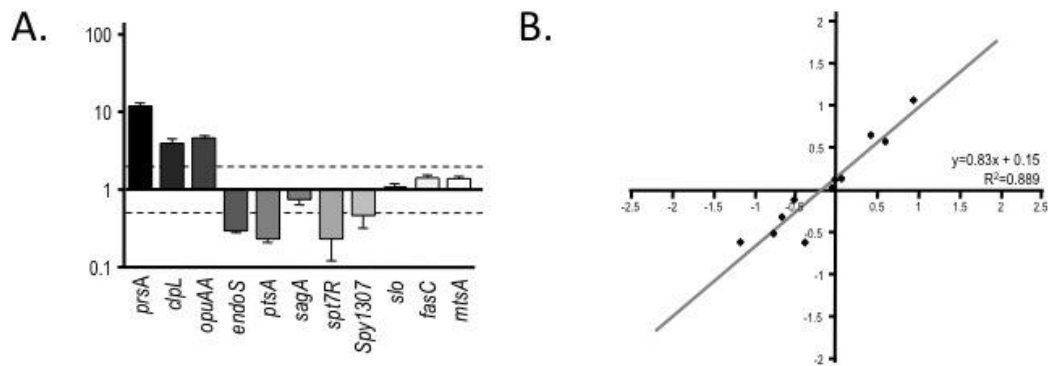 A.
100
10
1
0.1
prsA
clpL
opuAA
endoS
ptsA
sagA
spt7R
Spy1307
slo
fasC
mtsA
B.
2
1.5
1
0.5
-2.5 -2 -1.5 -1 -0.5 0 0.5 1 1.5 2 2.5
y=0.83x + 0.15
R²=0.889
-0.5
-1
-1.5
-2